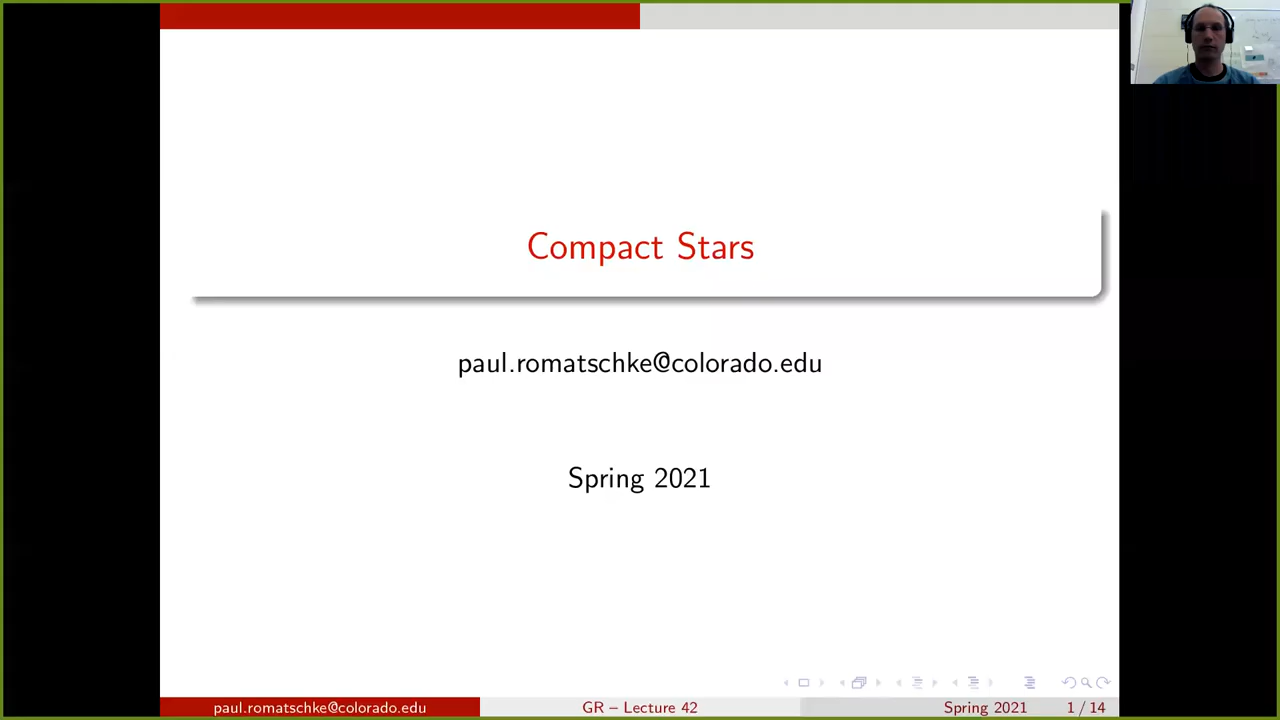 Compact Stars
paul.romatschke@colorado.edu
Spring 2021
paul.romatschke@colorado.edu GR – Lecture 42 Spring 2021 1 / 14